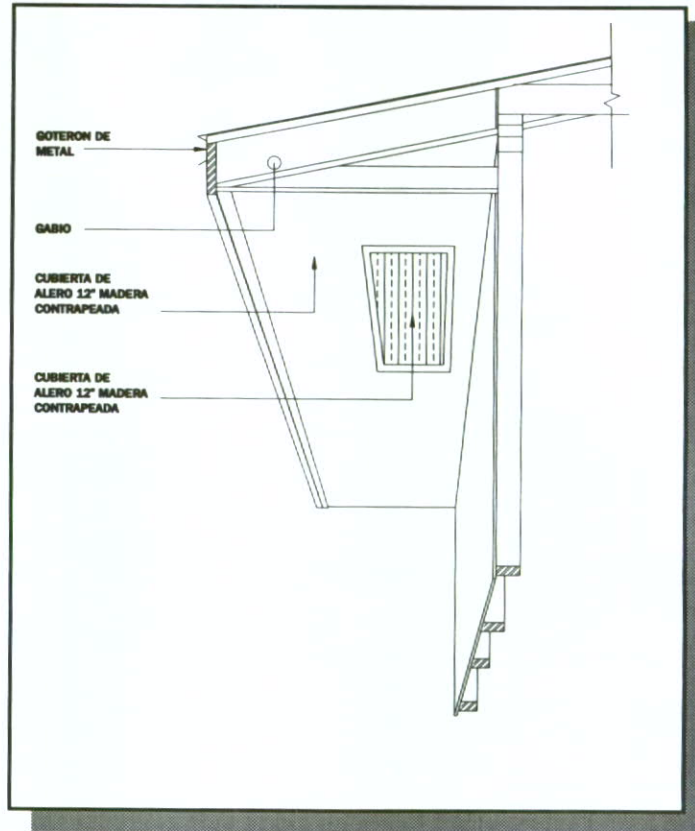 GOTERON DE
METAL
GABIO
CUBIERTA DE
ALERO 12" MADERA
CONTRAPEADA
CUBIERTA DE
ALERO 12" MADERA
CONTRAPEADA